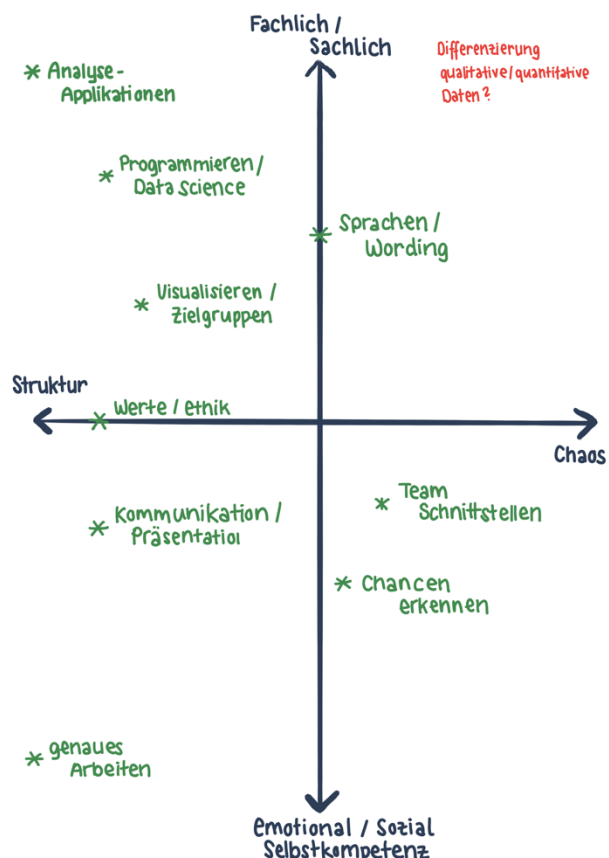 Fachlich /
Sachlich
Differenzierung
qualitative/quantitative
Daten?
* Analyse-
Applikationen
* Programmieren /
Data science
* Sprachen /
Wording
* Visualisieren /
Zielgruppen
Struktur
* Werte / ethik
Chaos
* Team
Schnittstellen
* Kommunikation /
Präsentatior
* Chancen
erkennen
* genaues
Arbeiten
emotional / Sozial
Selbstkompetenz